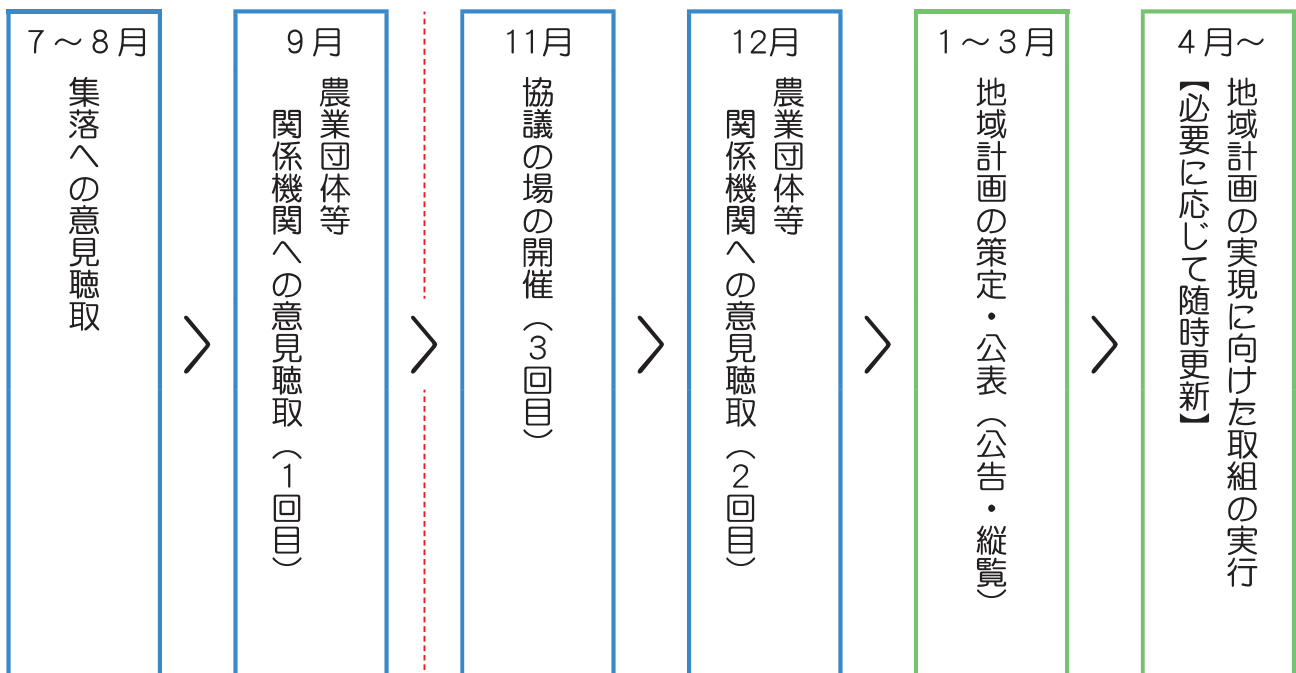 ７～８月
集落への意見聴取
９月
農業団体等
関係機関への意見聴取（１回目）
11月
協議の場の開催（３回目）
12月
農業団体等
関係機関への意見聴取（２回目）
１～３月
地域計画の策定・公表（公告・縦覧）
４月～
地域計画の実現に向けた取組の実行
【必要に応じて随時更新】